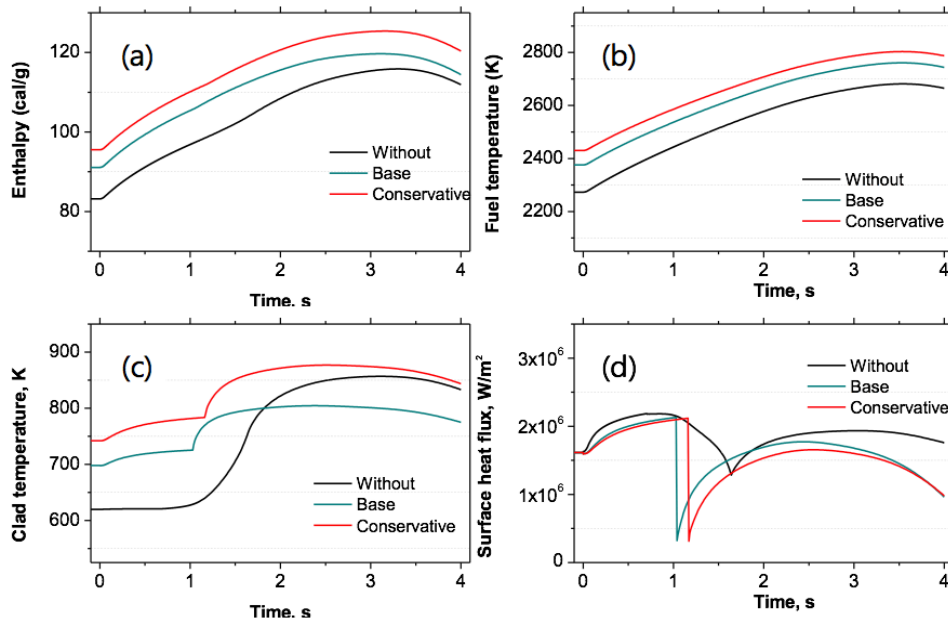 (a)
Enthalpy (cal/g)
120
100
80
Without
Base
Conservative
0
1
2
3
4
Time, s
(b)
Fuel temperature (K)
2800
2600
2400
2200
Without
Base
Conservative
0
1
2
3
4
Time, s
(c)
Clad temperature, K
900
800
700
600
Without
Base
Conservative
0
1
2
3
4
Time, s
(d)
Surface heat flux, W/m²
3x10⁶
2x10⁶
1x10⁶
0
Without
Base
Conservative
0
1
2
3
4
Time, s